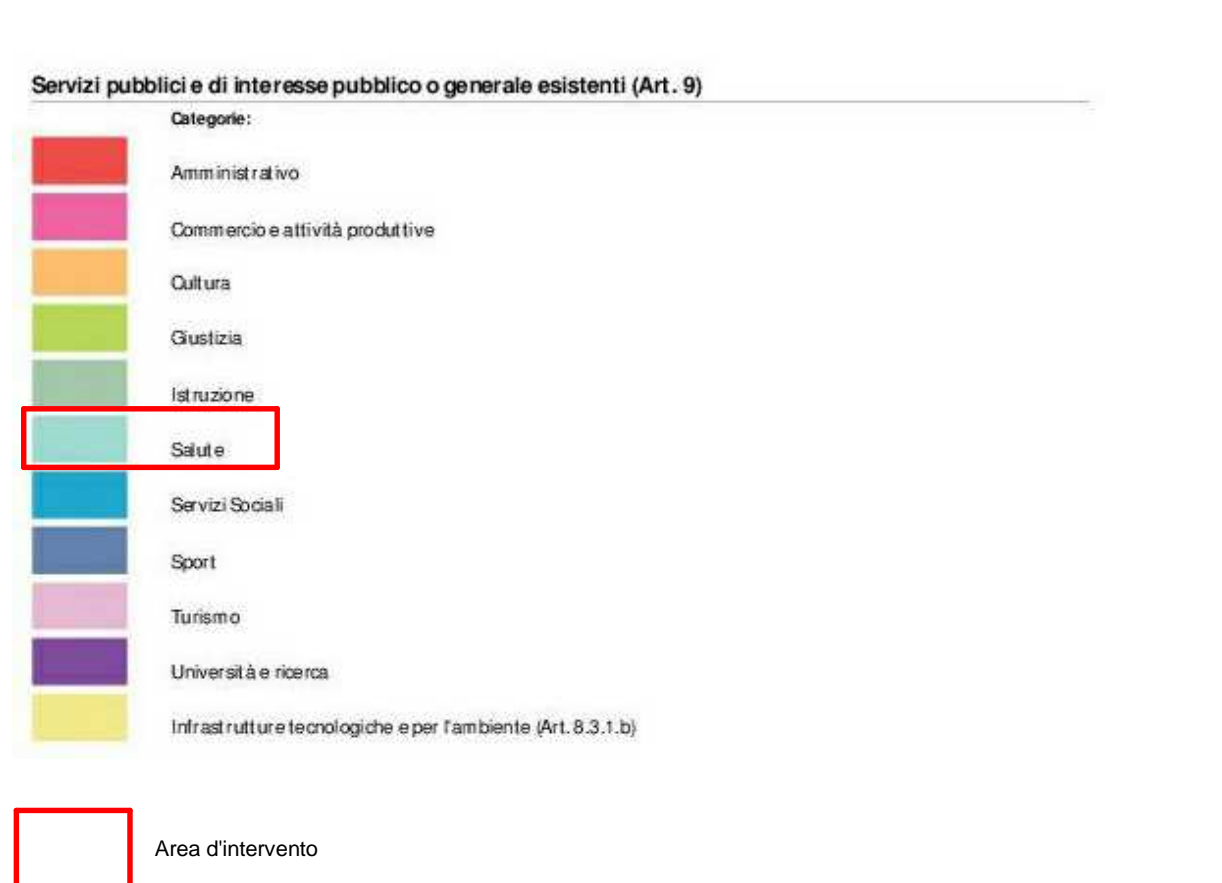 Servizi pubblici e di interesse pubblico o generale esistenti (Art. 9)
Categorie:
Amministrativo
Commercio e attività produttive
Cultura
Giustizia
Istruzione
Salute
Servizi Sociali
Sport
Turismo
Università e ricerca
Infrastrutture tecnologiche e per l'ambiente (Art. 8.3.1.b)
Area d'intervento